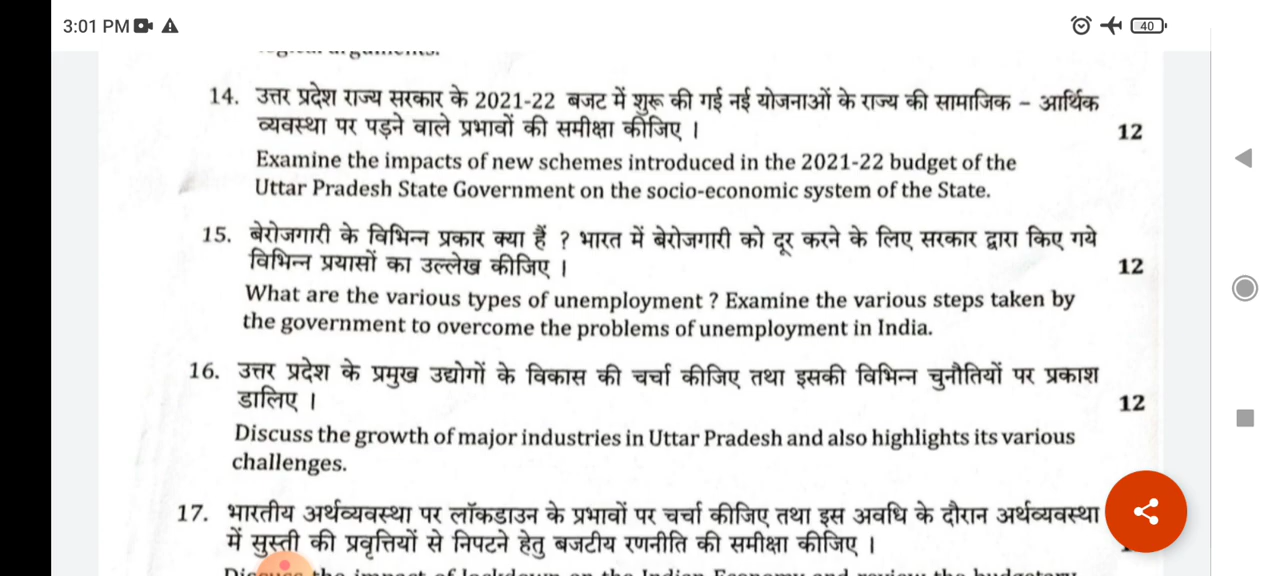 3:01 PM
40
14. उत्तर प्रदेश राज्य सरकार के 2021-22 बजट में शुरू की गई नई योजनाओं के राज्य की सामाजिक – आर्थिक
व्यवस्था पर पड़ने वाले प्रभावों की समीक्षा कीजिए ।
12
Examine the impacts of new schemes introduced in the 2021-22 budget of the
Uttar Pradesh State Government on the socio-economic system of the State.
15. बेरोजगारी के विभिन्न प्रकार क्या हैं ? भारत में बेरोजगारी को दूर करने के लिए सरकार द्वारा किए गये
विभिन्न प्रयासों का उल्लेख कीजिए ।
12
What are the various types of unemployment ? Examine the various steps taken by
the government to overcome the problems of unemployment in India.
16. उत्तर प्रदेश के प्रमुख उद्योगों के विकास की चर्चा कीजिए तथा इसकी विभिन्न चुनौतियों पर प्रकाश
डालिए ।
12
Discuss the growth of major industries in Uttar Pradesh and also highlights its various
challenges.
17. भारतीय अर्थव्यवस्था पर लॉकडाउन के प्रभावों पर चर्चा कीजिए तथा इस अवधि के दौरान अर्थव्यवस्था
में सुस्ती की प्रवृत्तियों से निपटने हेतु बजटीय रणनीति की समीक्षा कीजिए ।